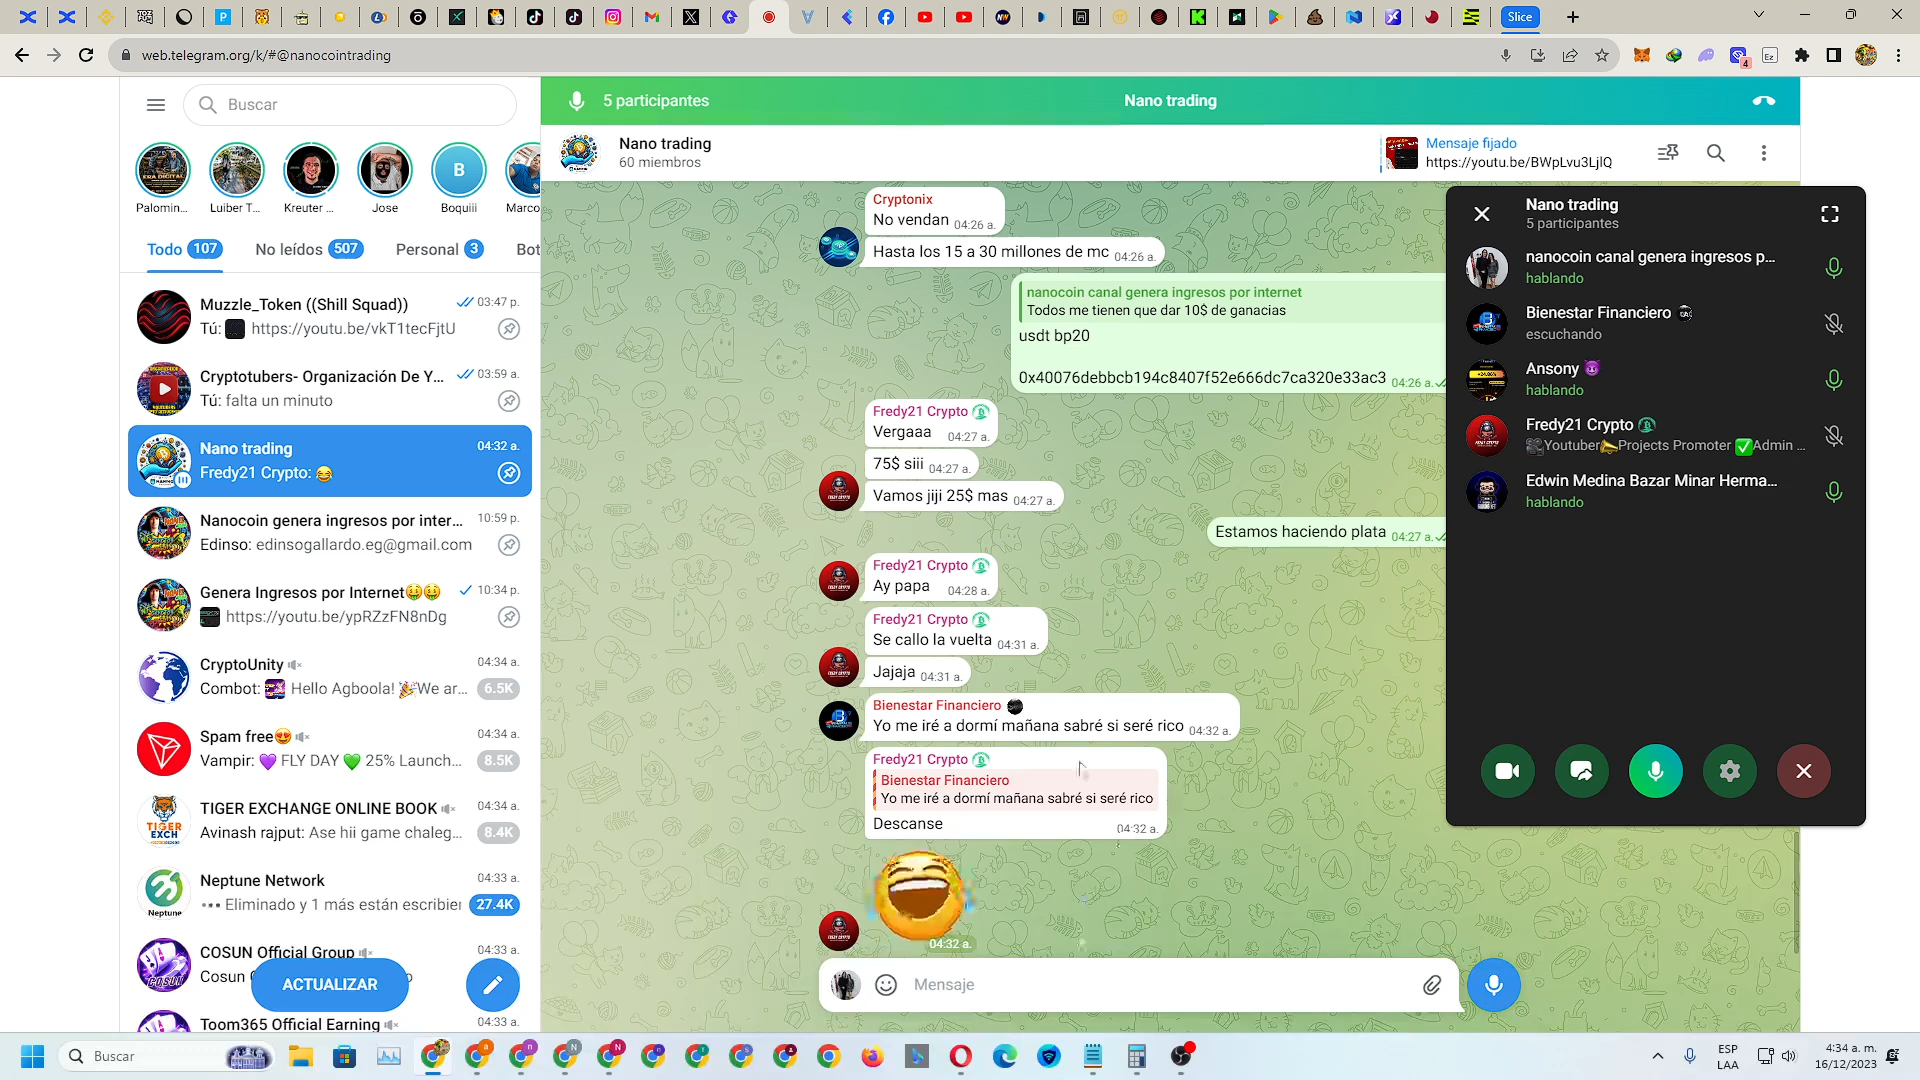 Slice
web.telegram.org/k/#@nanocointrading
4
Buscar
Palomin...
Luiber T...
Kreuter ...
Jose
B
Boquiii
Marco
Todo 107
No leídos 507
Personal 3
Bot
Muzzle_Token ((Shill Squad))
03:47 p.
Tú: https://youtu.be/vkT1tecFjtU
Cryptotubers- Organización De Y...
03:59 a.
Tú: falta un minuto
Nano trading
04:32 a.
Fredy21 Crypto: 😂
Nanocoin genera ingresos por inter...
10:59 p.
Edinso: edinsogallardo.eg@gmail.com
Genera Ingresos por Internet🤑🤑
10:34 p.
https://youtu.be/ypRZzFN8nDg
CryptoUnity
04:34 a.
Combot: Hello Agboola! 🎉We ar...
6.5K
Spam free😍
04:34 a.
Vampir: 💜 FLY DAY 💚 25% Launch...
8.5K
TIGER EXCHANGE ONLINE BOOK
04:34 a.
TIGER
EXCH
Avinash rajput: Ase hii game chaleg...
8.4K
Neptune Network
04:33 a.
Neptune
Eliminado y 1 más están escribier
27.4K
COSUN Official Group
04:33 a.
COSUN
Cosun
ACTUALIZAR
Toom365 Official Earning
04:33 a.
5 participantes
Nano trading
Nano trading
60 miembros
Mensaje fijado
https://youtu.be/BWpLvu3LjlQ
Cryptonix
No vendan 04:26 a.
Hasta los 15 a 30 millones de mc 04:26 a.
nanocoin canal genera ingresos por internet
Todos me tienen que dar 10$ de ganacias
usdt bp20
0x40076debbcb194c8407f52e666dc7ca320e33ac3 04:26 a.
Fredy21 Crypto
Vergaaa 04:27 a.
75$ siii 04:27 a.
Vamos jiji 25$ mas 04:27 a.
Estamos haciendo plata 04:27 a.
Fredy21 Crypto
Ay papa 04:28 a.
Fredy21 Crypto
Se callo la vuelta 04:31 a.
Jajaja 04:31 a.
Bienestar Financiero
Yo me iré a dormí mañana sabré si seré rico 04:32 a.
Fredy21 Crypto
Bienestar Financiero
Yo me iré a dormí mañana sabré si seré rico
Descanse 04:32 a.
04:32 a.
Mensaje
Nano trading
5 participantes
nanocoin canal genera ingresos p...
hablando
Bienestar Financiero
escuchando
Ansony 😈
hablando
Fredy21 Crypto
🎥Youtuber📣Projects Promoter ✅Admin ...
Edwin Medina Bazar Minar Herma...
hablando
Buscar
ESP
LAA
4:34 a. m.
16/12/2023